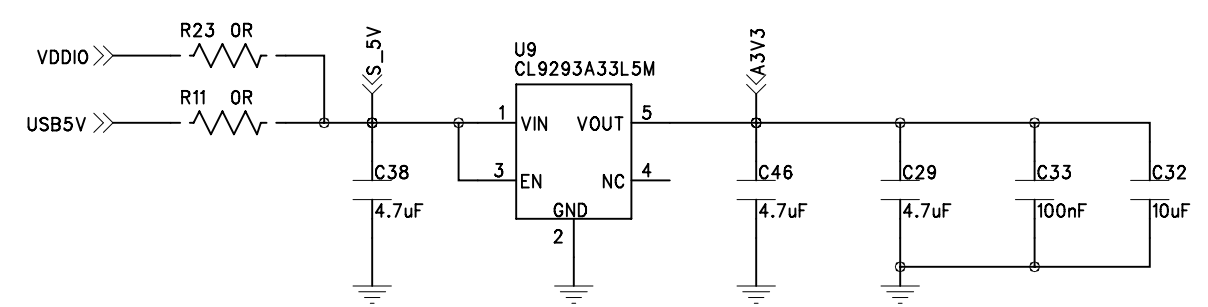 R23 0R
VDDIO
S_5V
U9
CL9293A33L5M
A3V3
R11 0R
USB5V
1
VIN
VOUT
5
3
EN
NC
4
GND
2
C38
4.7uF
C46
4.7uF
C29
4.7uF
C33
100nF
C32
10uF